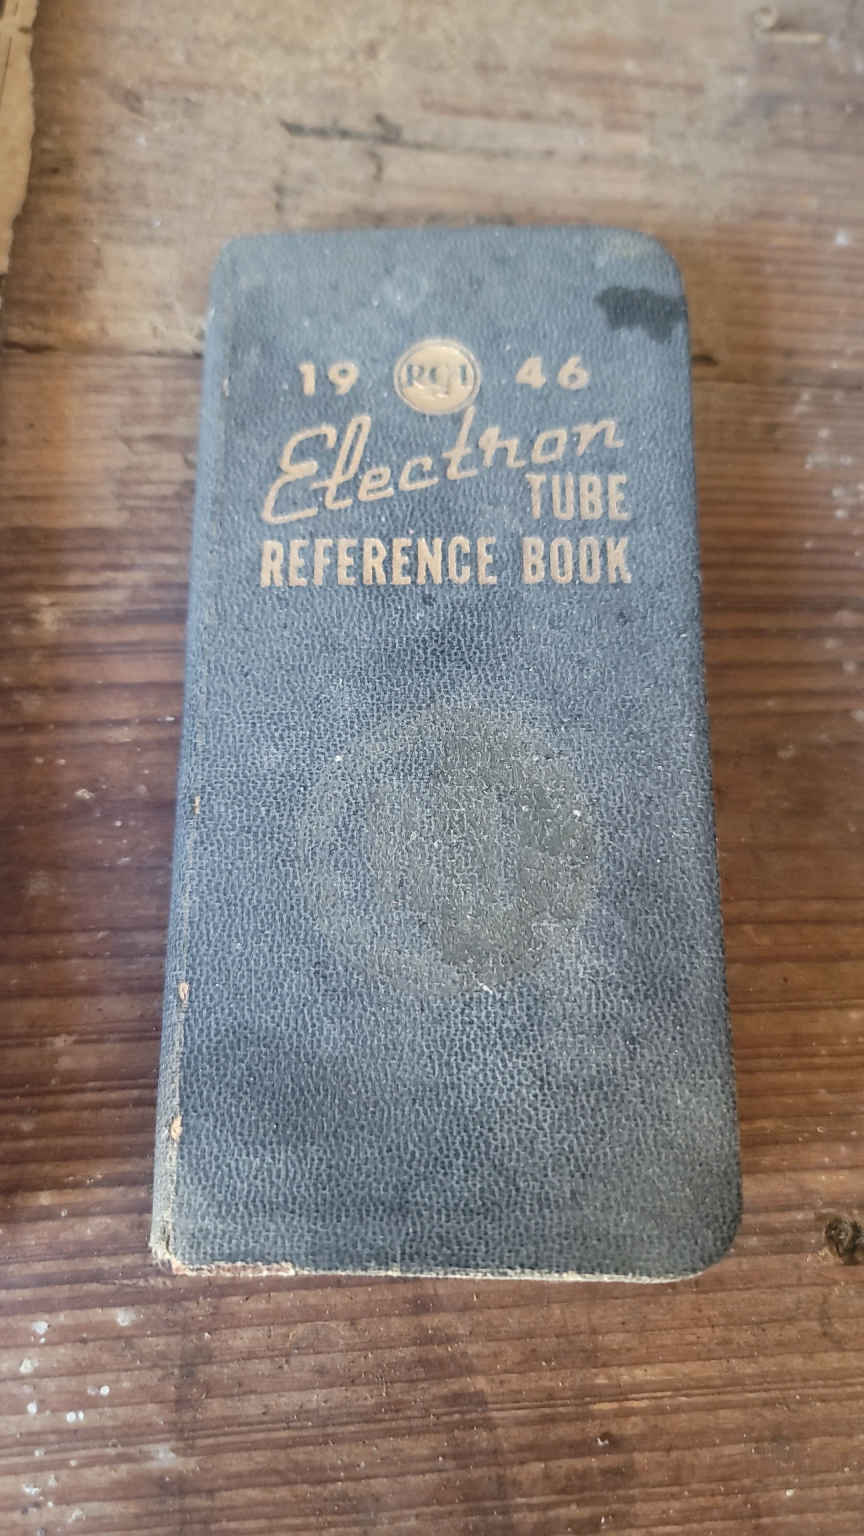 19 RCA 46
Electron
TUBE
REFERENCE BOOK